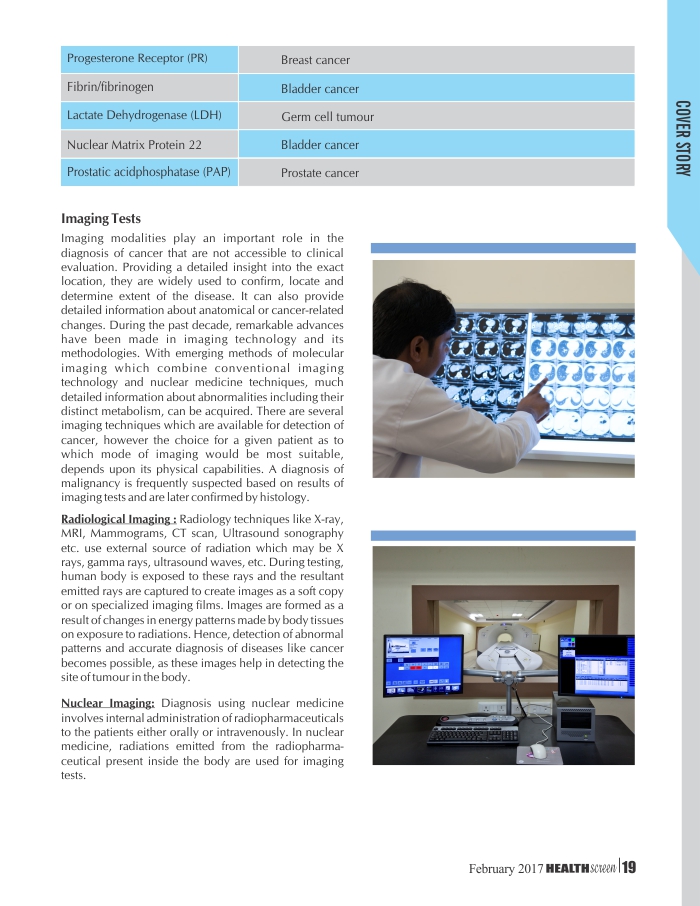 Progesterone Receptor (PR) Breast cancer
Fibrin/fibrinogen Bladder cancer
Lactate Dehydrogenase (LDH) Germ cell tumour
Nuclear Matrix Protein 22 Bladder cancer
Prostatic acidphosphatase (PAP) Prostate cancer
COVER STORY
Imaging Tests
Imaging modalities play an important role in the
diagnosis of cancer that are not accessible to clinical
evaluation. Providing a detailed insight into the exact
location, they are widely used to confirm, locate and
determine extent of the disease. It can also provide
detailed information about anatomical or cancer-related
changes. During the past decade, remarkable advances
have been made in imaging technology and its
methodologies. With emerging methods of molecular
imaging which combine conventional imaging
technology and nuclear medicine techniques, much
detailed information about abnormalities including their
distinct metabolism, can be acquired. There are several
imaging techniques which are available for detection of
cancer, however the choice for a given patient as to
which mode of imaging would be most suitable,
depends upon its physical capabilities. A diagnosis of
malignancy is frequently suspected based on results of
imaging tests and are later confirmed by histology.
Radiological Imaging : Radiology techniques like X-ray,
MRI, Mammograms, CT scan, Ultrasound sonography
etc. use external source of radiation which may be X
rays, gamma rays, ultrasound waves, etc. During testing,
human body is exposed to these rays and the resultant
emitted rays are captured to create images as a soft copy
or on specialized imaging films. Images are formed as a
result of changes in energy patterns made by body tissues
on exposure to radiations. Hence, detection of abnormal
patterns and accurate diagnosis of diseases like cancer
becomes possible, as these images help in detecting the
site of tumour in the body.
Nuclear Imaging: Diagnosis using nuclear medicine
involves internal administration of radiopharmaceuticals
to the patients either orally or intravenously. In nuclear
medicine, radiations emitted from the radiopharma-
ceutical present inside the body are used for imaging
tests.
February 2017 HEALTH screen 19